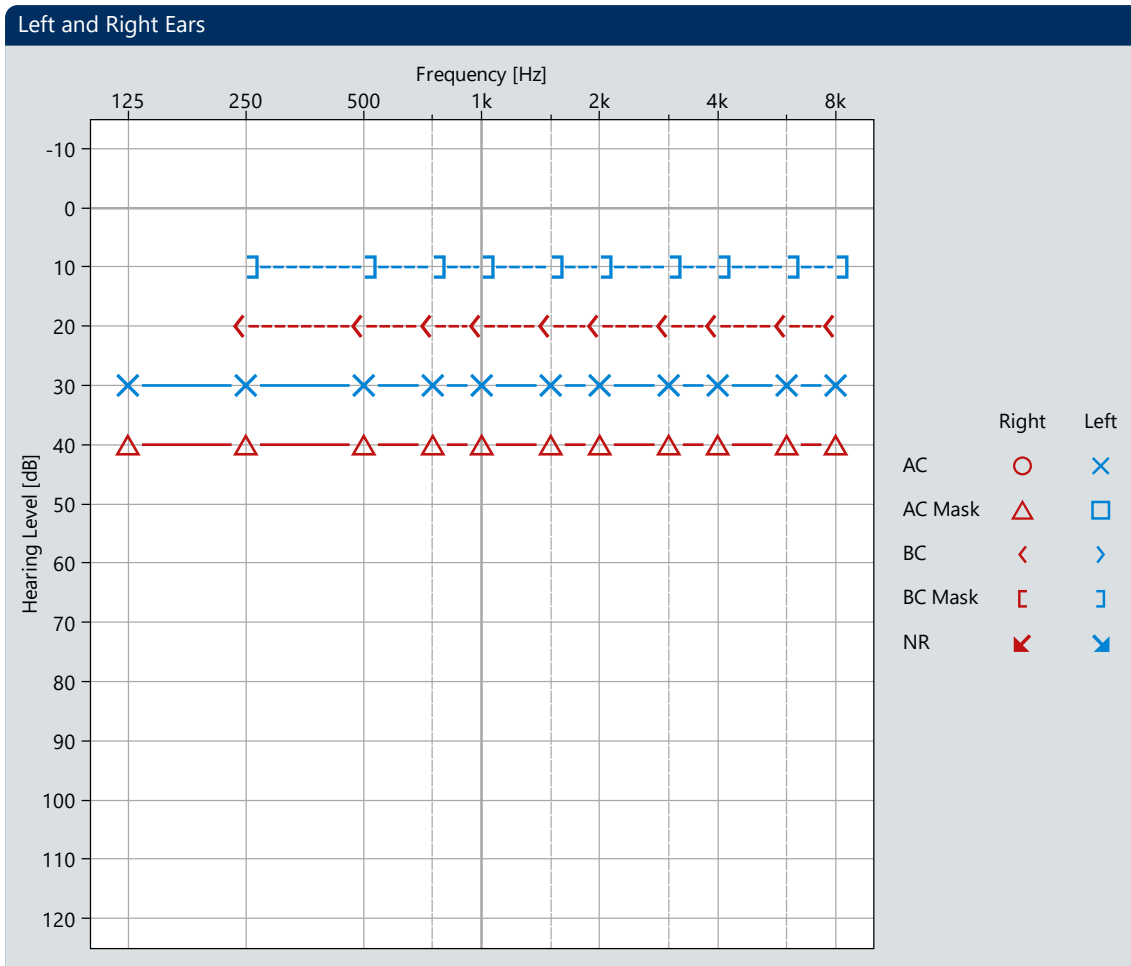 Left and Right Ears
Frequency [Hz]
125 250 500 1k 2k 4k 8k
-10
0
10
20
30
40
50
60
70
80
90
100
110
120
Hearing Level [dB]
Right Left
AC
AC Mask
BC
BC Mask
NR